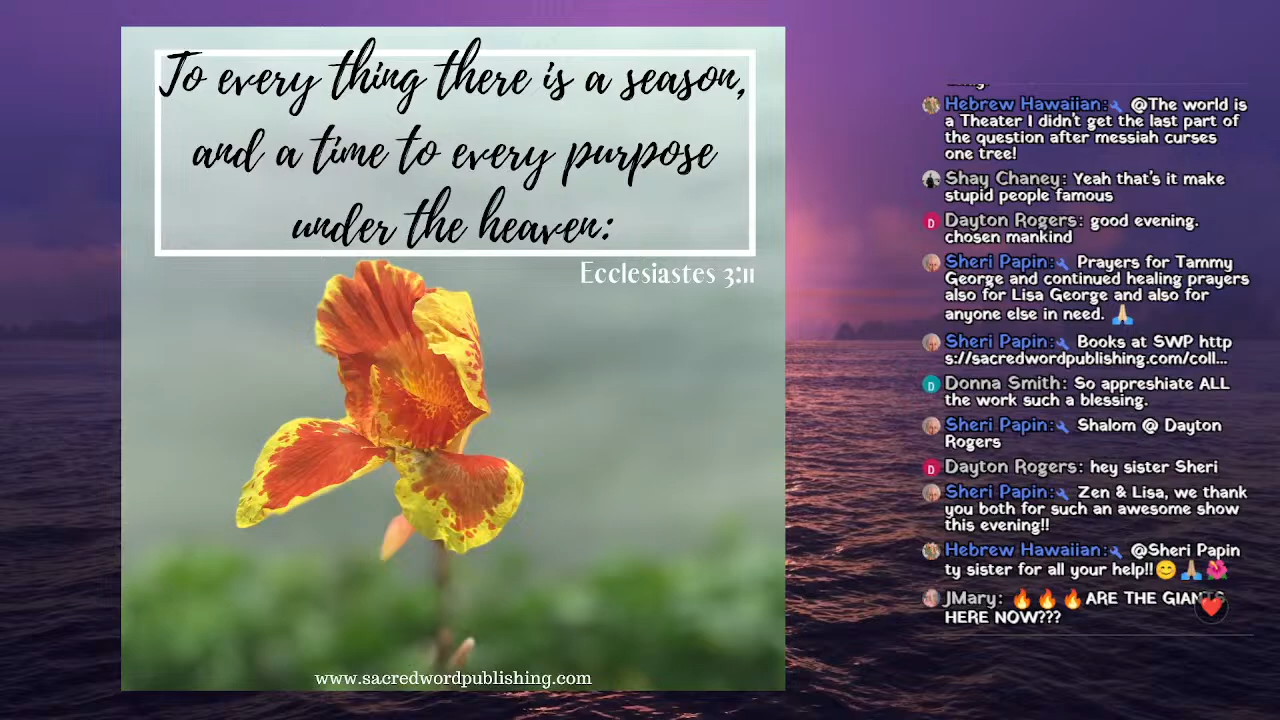 To every thing there is a season,
and a time to every purpose
under the heaven:
Ecclesiastes 3:11
www.sacredwordpublishing.com
Hebrew Hawaiian: @The world is
a Theater I didn't get the last part of
the question after messiah curses
one tree!
Shay Chaney: Yeah that's it make
stupid people famous
D Dayton Rogers: good evening.
chosen mankind
Sheri Papin: Prayers for Tammy
George and continued healing prayers
also for Lisa George and also for
anyone else in need. 🙏🏼
Sheri Papin: Books at SWP http
s://sacredwordpublishing.com/coll...
D Donna Smith: So appreshiate ALL
the work such a blessing.
Sheri Papin: Shalom @ Dayton
Rogers
D Dayton Rogers: hey sister Sheri
Sheri Papin: Zen & Lisa, we thank
you both for such an awesome show
this evening!!
Hebrew Hawaiian: @Sheri Papin
ty sister for all your help!!😊🙏🏼🌺
JMary: 🔥🔥🔥ARE THE GIANTS
HERE NOW???